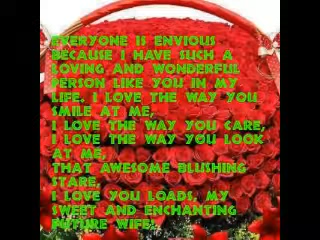 EVERYONE IS ENVIOUS
BECAUSE I HAVE SUCH A
LOVING AND WONDERFUL
PERSON LIKE YOU IN MY
LIFE. I LOVE THE WAY YOU
SMILE AT ME,
I LOVE THE WAY YOU CARE,
I LOVE THE WAY YOU LOOK
AT ME,
THAT AWESOME BLUSHING
STARE,
I LOVE YOU LOADS, MY
SWEET AND ENCHANTING
FUTURE WIFE!